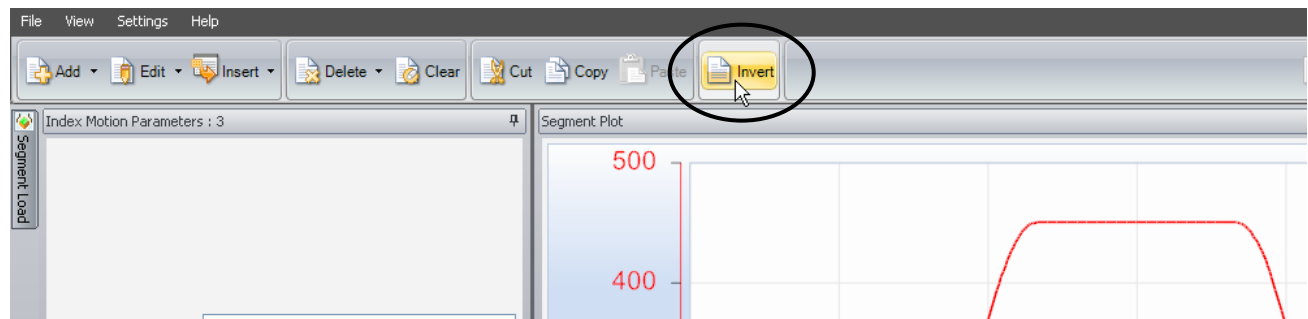 File View Settings Help
Add Edit Insert Delete Clear Cut Copy Paste Invert
Index Motion Parameters : 3
Segment Plot
Segment Load
500
400